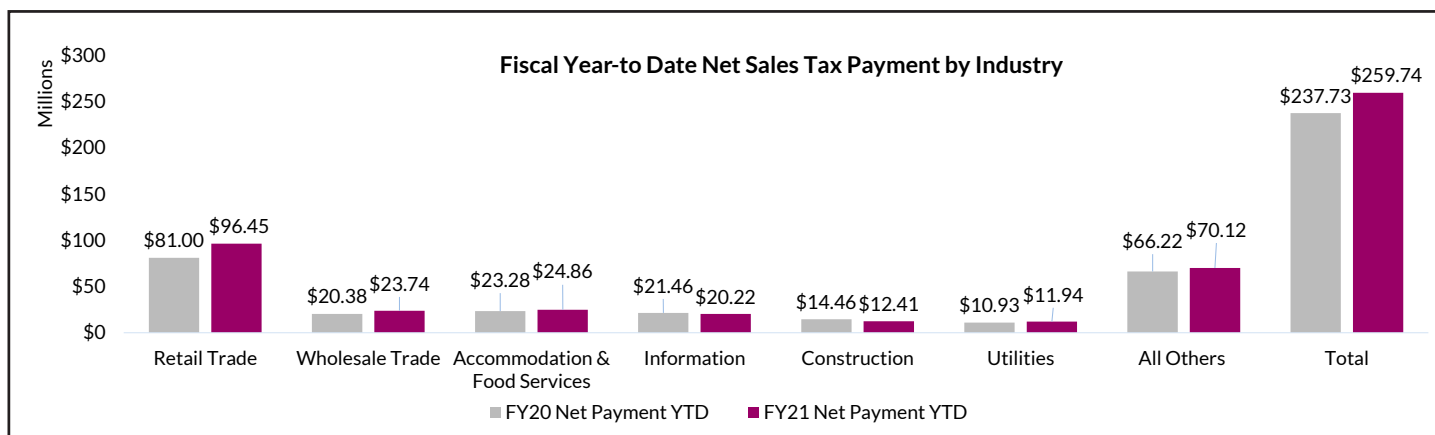 Fiscal Year-to Date Net Sales Tax Payment by Industry
Millions
$300
$250
$200
$150
$100
$50
$0
$81.00 $96.45
$20.38 $23.74
$23.28 $24.86
$21.46 $20.22
$14.46 $12.41
$10.93 $11.94
$66.22 $70.12
$237.73 $259.74
Retail Trade
Wholesale Trade
Accommodation &
Food Services
Information
Construction
Utilities
All Others
Total
FY20 Net Payment YTD FY21 Net Payment YTD